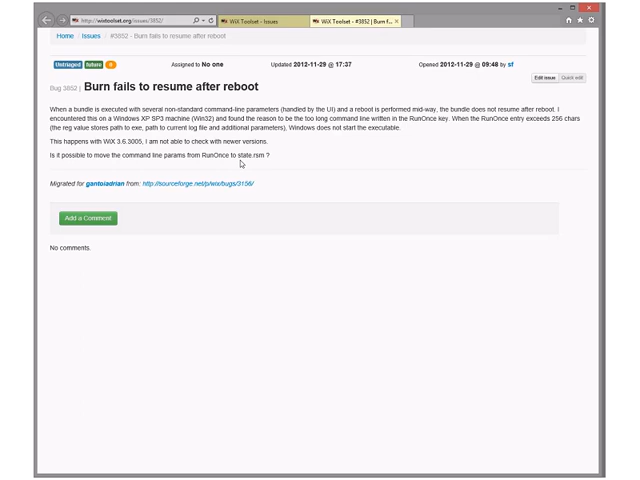 http://wixtoolset.org/issues/3852/
WiX Toolset - Issues
WiX Toolset - #3852 | Burn f...
Home Issues #3852 - Burn fails to resume after reboot
Untriaged future 0 Assigned to No one Updated 2012-11-29 @ 17:37 Opened 2012-11-29 @ 09:48 by sf
Edit issue Quick edit
Bug 3852 | Burn fails to resume after reboot
When a bundle is executed with several non-standard command-line parameters (handled by the UI) and a reboot is performed mid-way, the bundle does not resume after reboot. I
encountered this on a Windows XP SP3 machine (Win32) and found the reason to be the too long command line written in the RunOnce key. When the RunOnce entry exceeds 256 chars
(the reg value stores path to exe, path to current log file and additional parameters), Windows does not start the executable.
This happens with WiX 3.6.3005, I am not able to check with newer versions.
Is it possible to move the command line params from RunOnce to state.rsm ?
Migrated for gantoiadrian from: http://sourceforge.net/p/wix/bugs/3156/
Add a Comment
No comments.